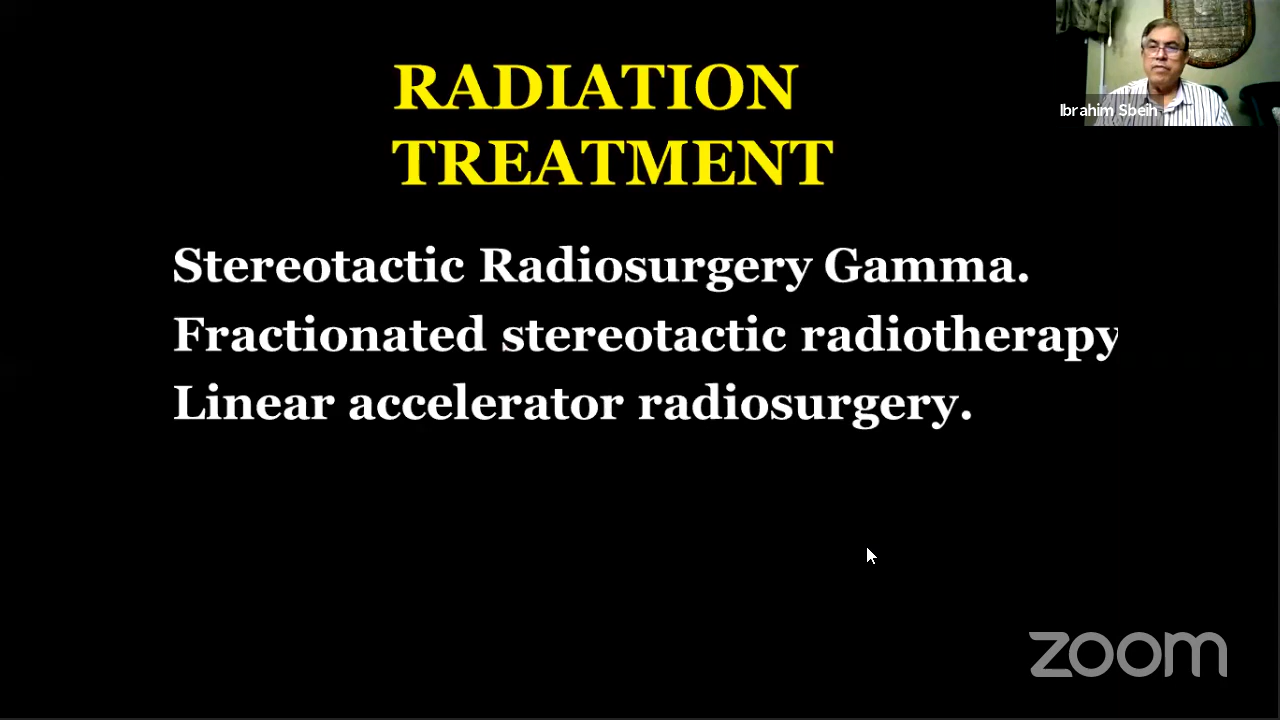 RADIATION
TREATMENT
Ibrahim Sbeih
Stereotactic Radiosurgery Gamma.
Fractionated stereotactic radiotherapy
Linear accelerator radiosurgery.
zoom